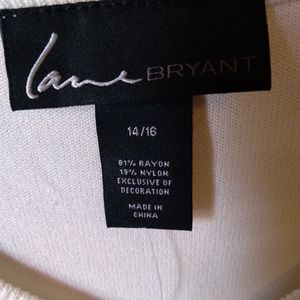 Lane BRYANT
14/16
81% RAYON
19% NYLON
EXCLUSIVE OF
DECORATION
MADE IN
CHINA